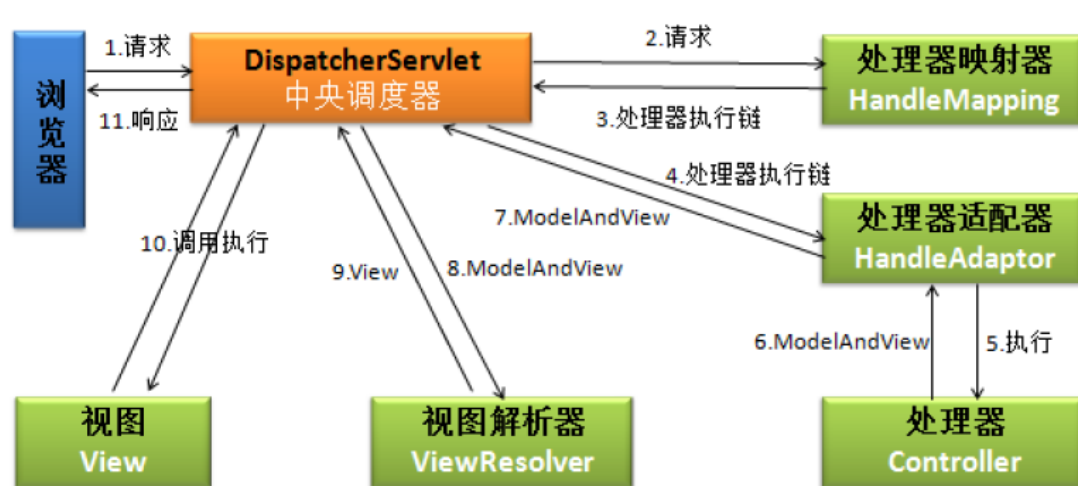 浏览器
1.请求
11.响应
DispatcherServlet
中央调度器
2.请求
3.处理器执行链
处理器映射器
HandleMapping
4.处理器执行链
7.ModelAndView
处理器适配器
HandleAdaptor
10.调用执行
9.View
8.ModelAndView
6.ModelAndView
5.执行
视图
View
视图解析器
ViewResolver
处理器
Controller